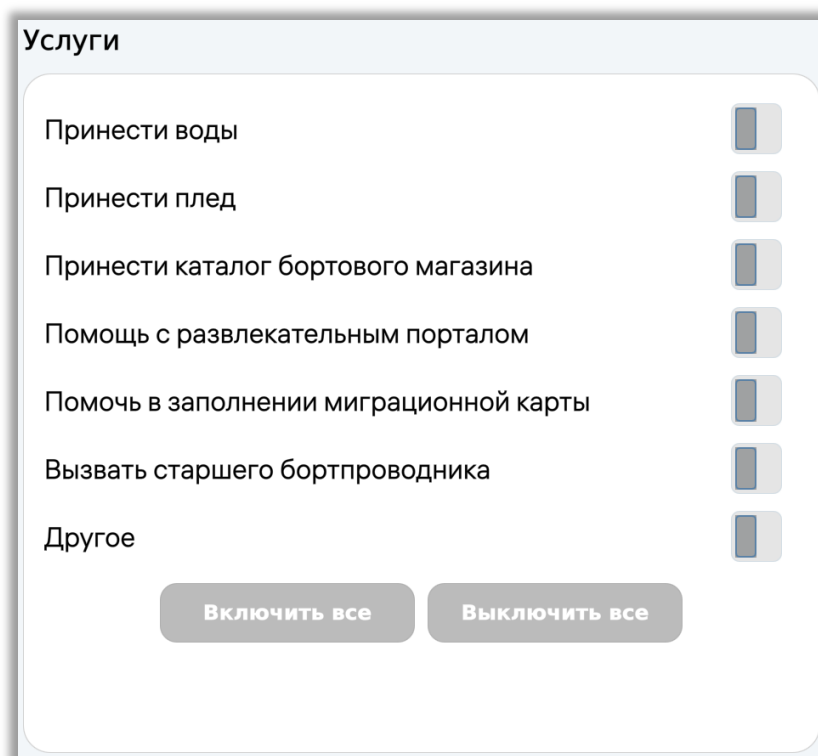 Услуги
Принести воды
Принести плед
Принести каталог бортового магазина
Помощь с развлекательным порталом
Помочь в заполнении миграционной карты
Вызвать старшего бортпроводника
Другое
Включить все
Выключить все